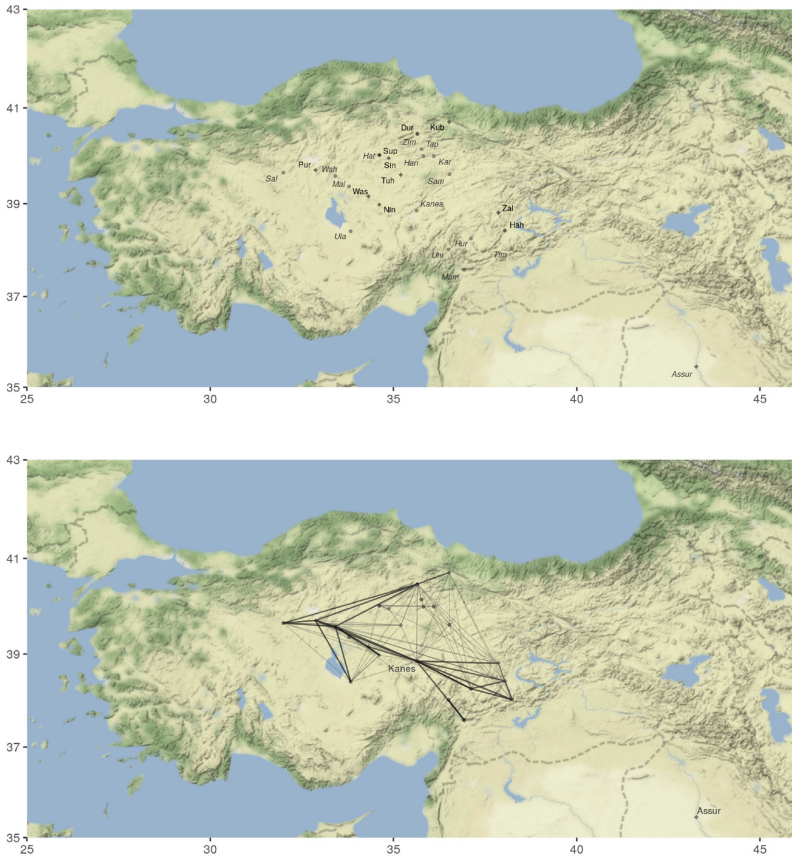 43
41
39
37
35
Dur
Kub
Zim
Tap
Hat
Sup
Sin
Han
Kar
Pur
Wah
Sal
Mal
Tuh
Sam
Was
Nin
Kanes
Zal
Hah
Ula
Hur
Uni
Tim
Mam
Assur
25
30
35
40
45
43
41
39
37
35
Kanes
Assur
25
30
35
40
45